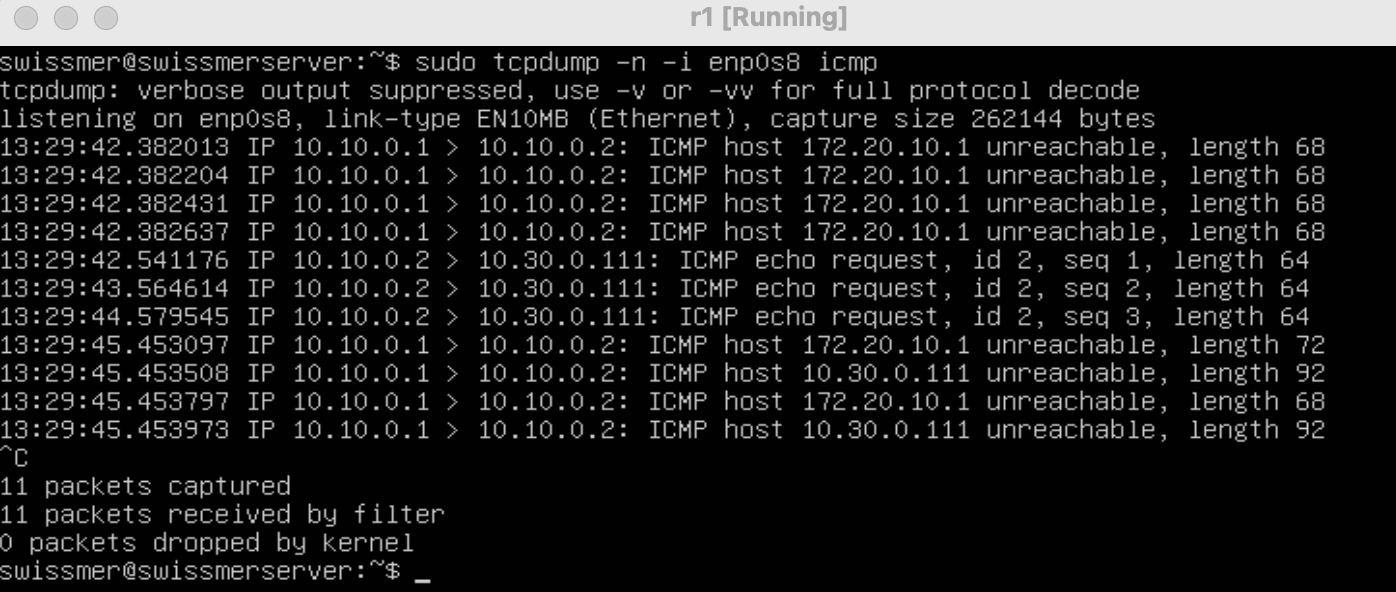 r1 [Running]
swissmer@swissmerserver:~$ sudo tcpdump -n -i enp0s8 icmp
tcpdump: verbose output suppressed, use -v or -vv for full protocol decode
listening on enp0s8, link-type EN10MB (Ethernet), capture size 262144 bytes
13:29:42.382013 IP 10.10.0.1 > 10.10.0.2: ICMP host 172.20.10.1 unreachable, length 68
13:29:42.382204 IP 10.10.0.1 > 10.10.0.2: ICMP host 172.20.10.1 unreachable, length 68
13:29:42.382431 IP 10.10.0.1 > 10.10.0.2: ICMP host 172.20.10.1 unreachable, length 68
13:29:42.382637 IP 10.10.0.1 > 10.10.0.2: ICMP host 172.20.10.1 unreachable, length 68
13:29:42.541176 IP 10.10.0.2 > 10.30.0.111: ICMP echo request, id 2, seq 1, length 64
13:29:43.564614 IP 10.10.0.2 > 10.30.0.111: ICMP echo request, id 2, seq 2, length 64
13:29:44.579545 IP 10.10.0.2 > 10.30.0.111: ICMP echo request, id 2, seq 3, length 64
13:29:45.453097 IP 10.10.0.1 > 10.10.0.2: ICMP host 172.20.10.1 unreachable, length 72
13:29:45.453508 IP 10.10.0.1 > 10.10.0.2: ICMP host 10.30.0.111 unreachable, length 92
13:29:45.453797 IP 10.10.0.1 > 10.10.0.2: ICMP host 172.20.10.1 unreachable, length 68
13:29:45.453973 IP 10.10.0.1 > 10.10.0.2: ICMP host 10.30.0.111 unreachable, length 92
^C
11 packets captured
11 packets received by filter
0 packets dropped by kernel
swissmer@swissmerserver:~$ _